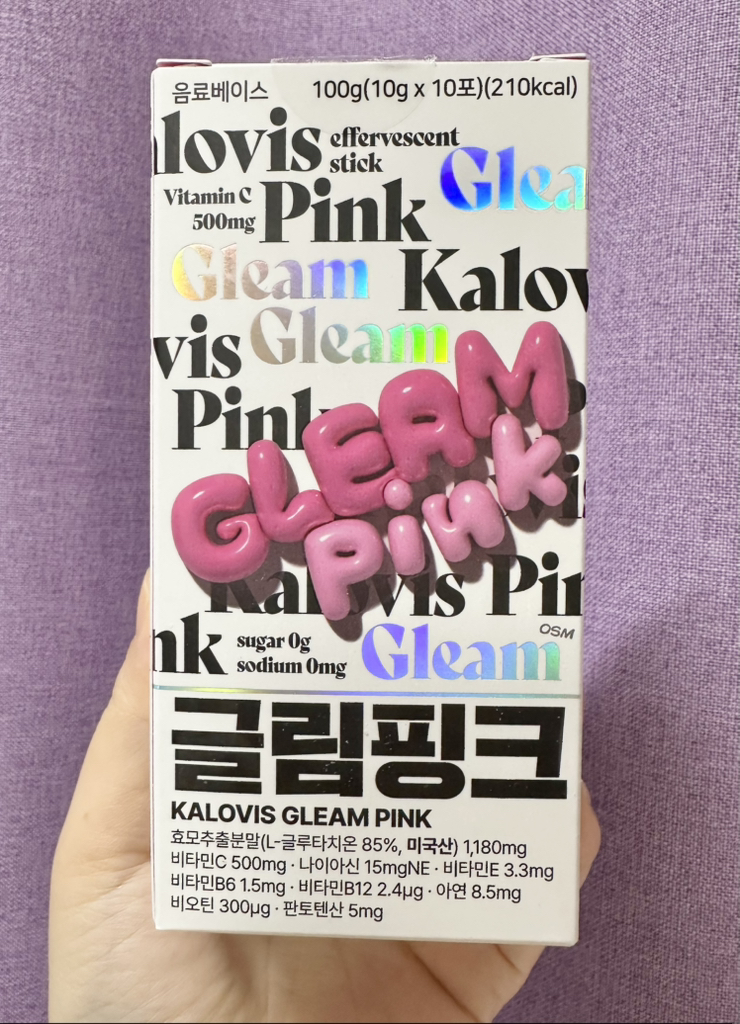 음료베이스 100g(10g x 10포)(210kcal)
lovis effervescent stick Glea
Vitamin C 500mg Pink
Gleam Kalov
vis Gleam
Pink
GLEAM
Pink
Kalovis Pin
OSM
nk sugar 0g sodium 0mg Gleam
글림핑크
KALOVIS GLEAM PINK
효모추출분말(L-글루타치온 85%, 미국산) 1,180mg
비타민C 500mg · 나이아신 15mgNE · 비타민E 3.3mg
비타민B6 1.5mg · 비타민B12 2.4μg · 아연 8.5mg
비오틴 300μg · 판토텐산 5mg